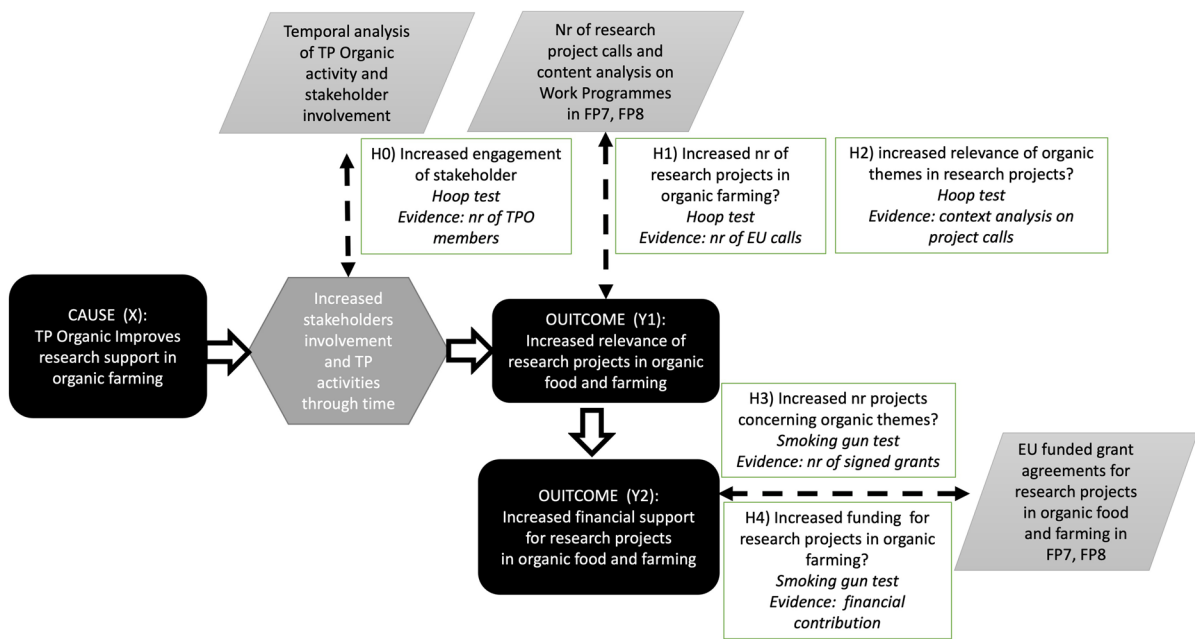 Temporal analysis
of TP Organic
activity and
stakeholder
involvement
Nr of research
project calls and
content analysis on
Work Programmes
in FP7, FP8
H0) Increased engagement
of stakeholder
Hoop test
Evidence: nr of TPO
members
H1) Increased nr of
research projects in
organic farming?
Hoop test
Evidence: nr of EU calls
H2) increased relevance of organic
themes in research projects?
Hoop test
Evidence: context analysis on
project calls
CAUSE (X):
TP Organic Improves
research support in
organic farming
Increased
stakeholders
involvement
and TP
activities
through time
OUITCOME (Y1):
Increased relevance of
research projects in organic
food and farming
H3) Increased nr projects
concerning organic themes?
Smoking gun test
Evidence: nr of signed grants
OUITCOME (Y2):
Increased financial support
for research projects
in organic food and farming
H4) Increased funding for
research projects in organic
farming?
Smoking gun test
Evidence: financial
contribution
EU funded grant
agreements for
research projects
in organic food
and farming in
FP7, FP8